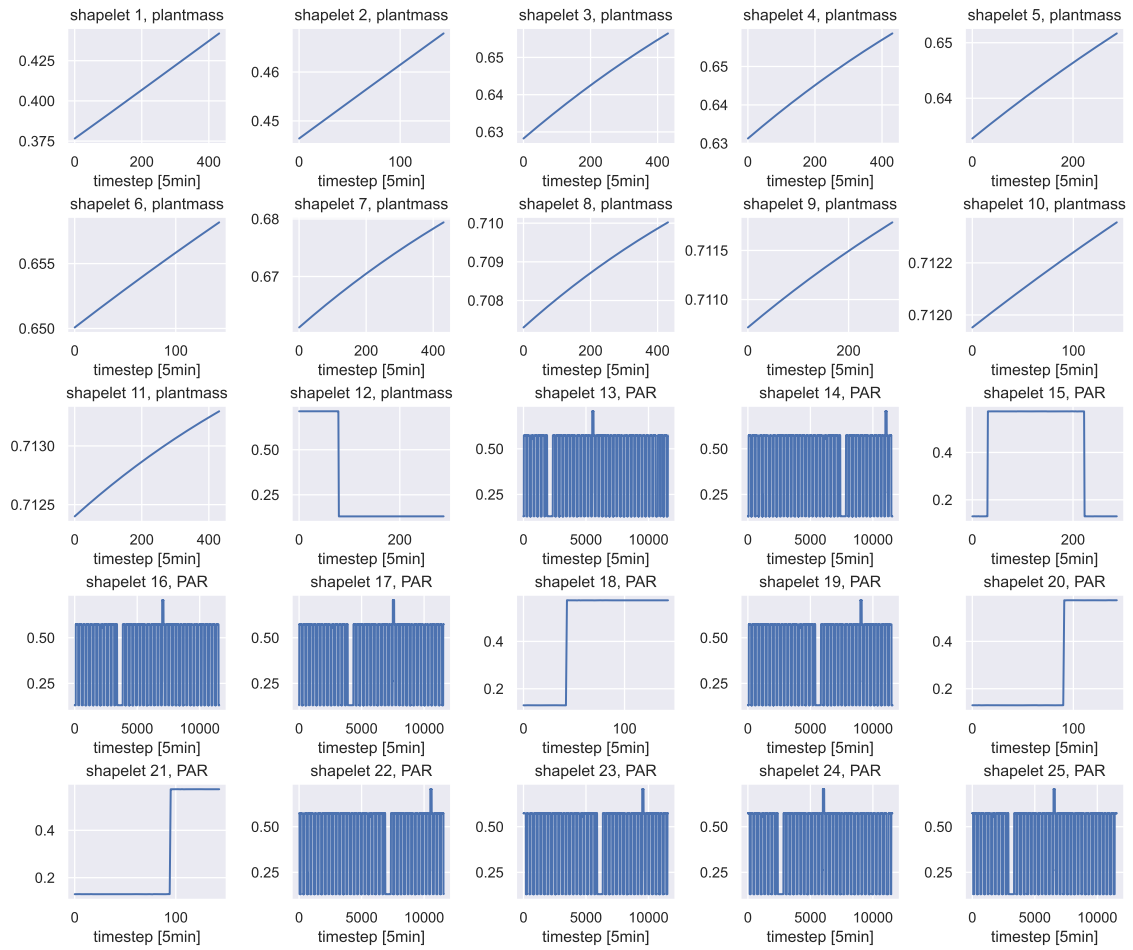 shapelet 1, plantmass
shapelet 2, plantmass
shapelet 3, plantmass
shapelet 4, plantmass
shapelet 5, plantmass
0.425
0.400
0.375
0.46
0.45
0.65
0.64
0.63
0.65
0.64
0.63
0.65
0.64
0 200 400
0 100
0 200 400
0 200 400
0 200
timestep [5min]
timestep [5min]
timestep [5min]
timestep [5min]
timestep [5min]
shapelet 6, plantmass
shapelet 7, plantmass
shapelet 8, plantmass
shapelet 9, plantmass
shapelet 10, plantmass
0.655
0.650
0.68
0.67
0.710
0.709
0.708
0.7115
0.7110
0.7122
0.7120
0 100
0 200 400
0 200 400
0 200
0 100
timestep [5min]
timestep [5min]
timestep [5min]
timestep [5min]
timestep [5min]
shapelet 11, plantmass
shapelet 12, plantmass
shapelet 13, PAR
shapelet 14, PAR
shapelet 15, PAR
0.7130
0.7125
0.50
0.25
0.50
0.25
0.50
0.25
0.4
0.2
0 200 400
0 200
0 5000 10000
0 5000 10000
0 200
timestep [5min]
timestep [5min]
timestep [5min]
timestep [5min]
timestep [5min]
shapelet 16, PAR
shapelet 17, PAR
shapelet 18, PAR
shapelet 19, PAR
shapelet 20, PAR
0.50
0.25
0.50
0.25
0.4
0.2
0.50
0.25
0.4
0.2
0 5000 10000
0 5000 10000
0 100
0 5000 10000
0 100
timestep [5min]
timestep [5min]
timestep [5min]
timestep [5min]
timestep [5min]
shapelet 21, PAR
shapelet 22, PAR
shapelet 23, PAR
shapelet 24, PAR
shapelet 25, PAR
0.4
0.2
0.50
0.25
0.50
0.25
0.50
0.25
0.50
0.25
0 100
0 5000 10000
0 5000 10000
0 5000 10000
0 5000 10000
timestep [5min]
timestep [5min]
timestep [5min]
timestep [5min]
timestep [5min]